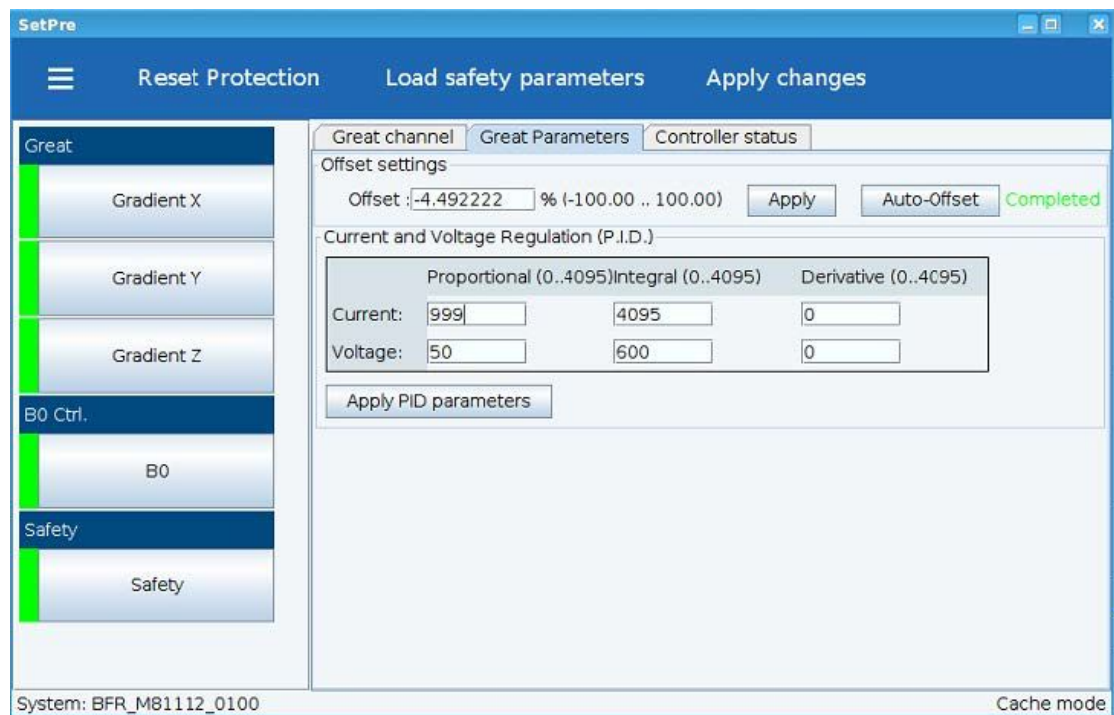 SetPre
Reset Protection Load safety parameters Apply changes
Great
Gradient X
Gradient Y
Gradient Z
B0 Ctrl.
B0
Safety
Safety
Great channel Great Parameters Controller status
Offset settings
Offset : -4.492222 % (-100.00 .. 100.00) Apply Auto-Offset Completed
Current and Voltage Regulation (P.I.D.)
Proportional (0..4095) Integral (0..4095) Derivative (0..4095)
Current: 999 4095 0
Voltage: 50 600 0
Apply PID parameters
System: BFR_M81112_0100 Cache mode